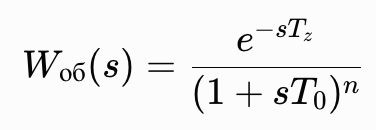 W_об(s) = e^{-sT_z} / (1 + sT_0)^n